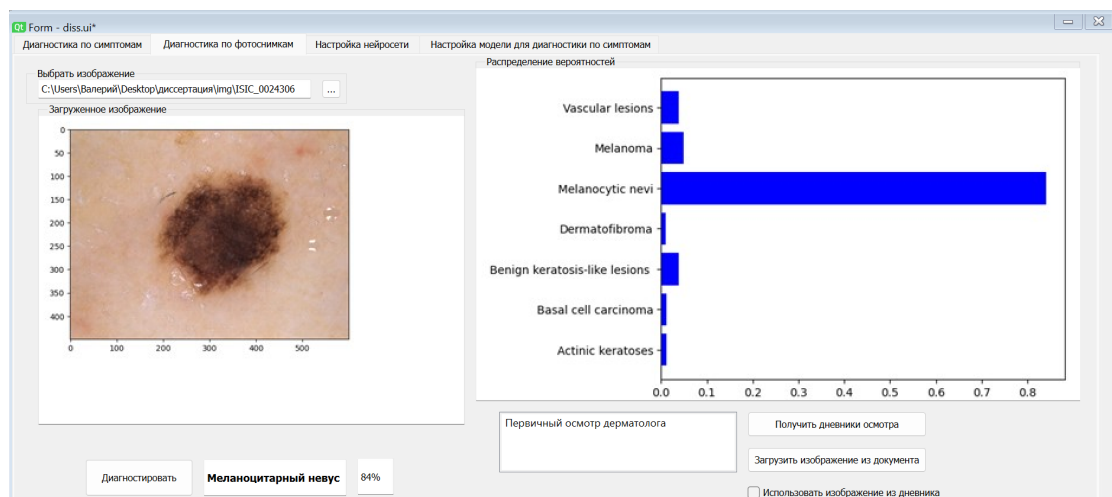 Qt Form - diss.ui*
Диагностика по симптомам Диагностика по фотоснимкам Настройка нейросети Настройка модели для диагностики по симптомам
Выбрать изображение
C:\Users\Валерий\Desktop\диссертация\img\ISIC_0024306 ...
Загруженное изображение
0
50
100
150
200
250
300
350
400
0 100 200 300 400 500
Диагностировать Меланоцитарный невус 84%
Распределение вероятностей
Vascular lesions
Melanoma
Melanocytic nevi
Dermatofibroma
Benign keratosis-like lesions
Basal cell carcinoma
Actinic keratoses
0.0 0.1 0.2 0.3 0.4 0.5 0.6 0.7 0.8
Первичный осмотр дерматолога
Получить дневники осмотра
Загрузить изображение из документа
Использовать изображение из дневника